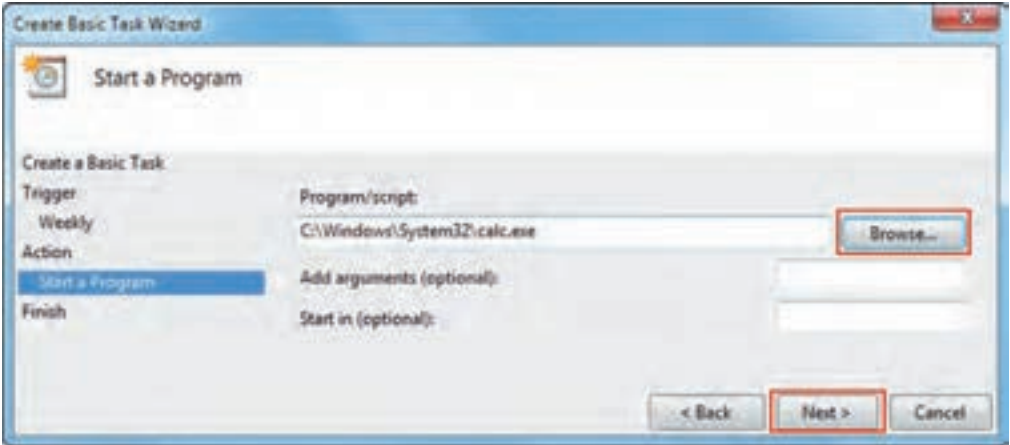 Create Basic Task Wizard
Start a Program
Create a Basic Task
Trigger
Weekly
Action
Start a Program
Finish
Program/script:
C:\Windows\System32\calc.exe
Browse...
Add arguments (optional):
Start in (optional):
< Back
Next >
Cancel